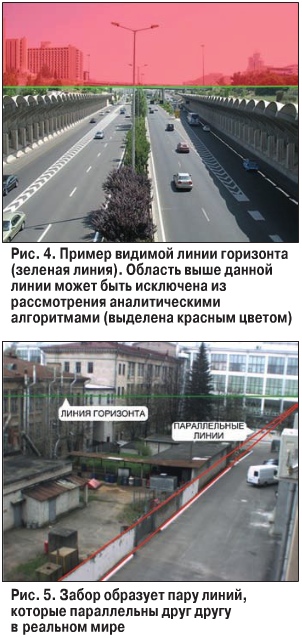 Рис. 4. Пример видимой линии горизонта
(зеленая линия). Область выше данной
линии может быть исключена из
рассмотрения аналитическими
алгоритмами (выделена красным цветом)
ЛИНИЯ ГОРИЗОНТА
ПАРАЛЛЕЛЬНЫЕ
ЛИНИИ
Рис. 5. Забор образует пару линий,
которые параллельны друг другу
в реальном мире